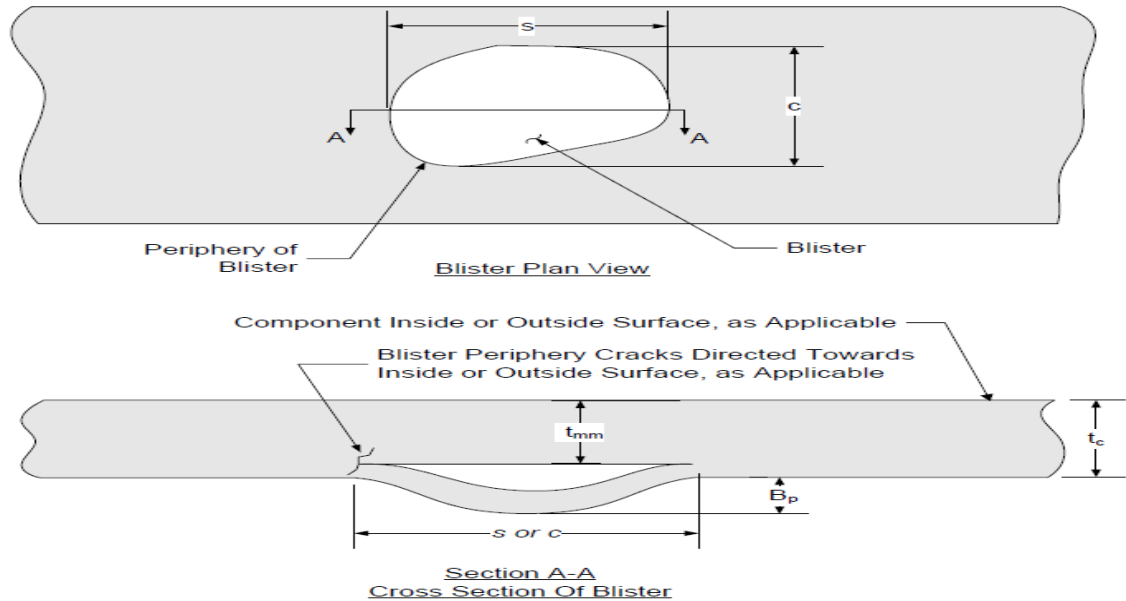 s
c
A
A
Periphery of
Blister
Blister
Blister Plan View
Component Inside or Outside Surface, as Applicable
Blister Periphery Cracks Directed Towards
Inside or Outside Surface, as Applicable
tmm
tc
Bp
s or c
Section A-A
Cross Section Of Blister